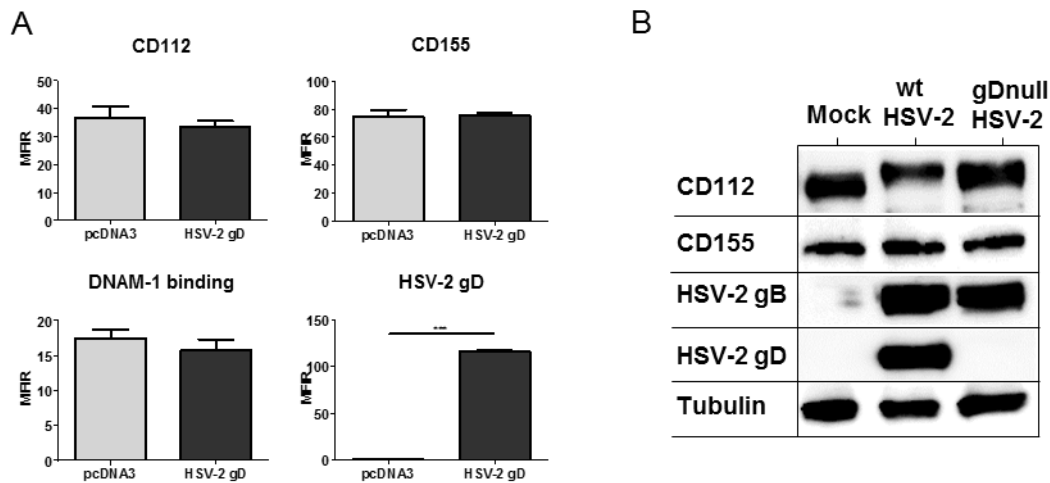 A
CD112
MFIR
50
40
30
20
10
0
pcDNA3
HSV-2 gD
CD155
MFIR
100
80
60
40
20
0
pcDNA3
HSV-2 gD
DNAM-1 binding
MFIR
20
15
10
5
0
pcDNA3
HSV-2 gD
HSV-2 gD
MFIR
150
100
50
0
***
pcDNA3
HSV-2 gD
B
Mock
wt
HSV-2
gDnull
HSV-2
CD112
CD155
HSV-2 gB
HSV-2 gD
Tubulin